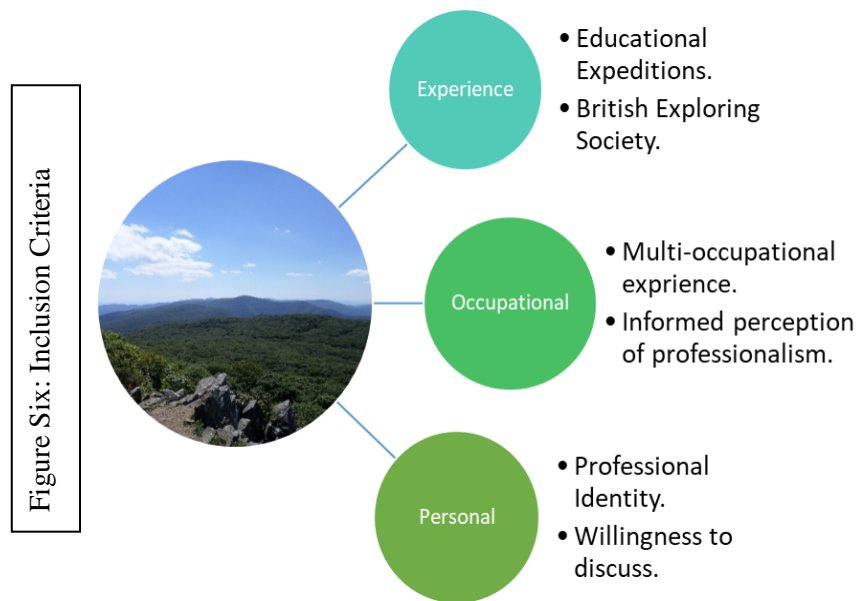 Figure Six: Inclusion Criteria
Experience
• Educational
Expeditions.
• British Exploring
Society.
Occupational
• Multi-occupational
exprience.
• Informed perception
of professionalism.
Personal
• Professional
Identity.
• Willingness to
discuss.